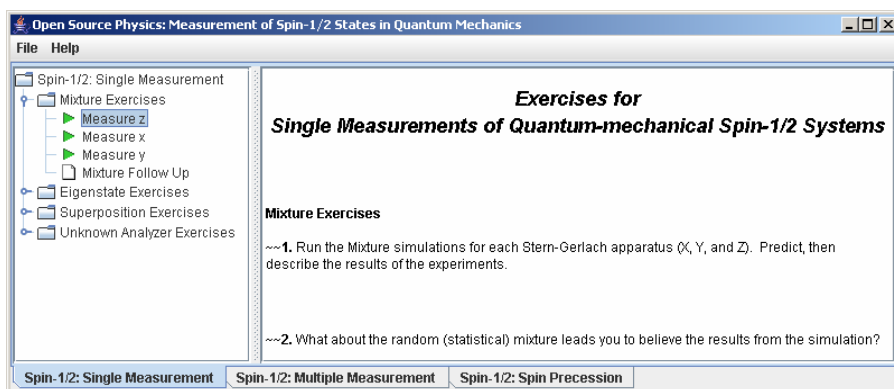 Open Source Physics: Measurement of Spin-1/2 States in Quantum Mechanics
File Help
Spin-1/2: Single Measurement
Mixture Exercises
Measure z
Measure x
Measure y
Mixture Follow Up
Eigenstate Exercises
Superposition Exercises
Unknown Analyzer Exercises
Exercises for
Single Measurements of Quantum-mechanical Spin-1/2 Systems
Mixture Exercises
~~1. Run the Mixture simulations for each Stern-Gerlach apparatus (X, Y, and Z). Predict, then
describe the results of the experiments.
~~2. What about the random (statistical) mixture leads you to believe the results from the simulation?
Spin-1/2: Single Measurement Spin-1/2: Multiple Measurement Spin-1/2: Spin Precession